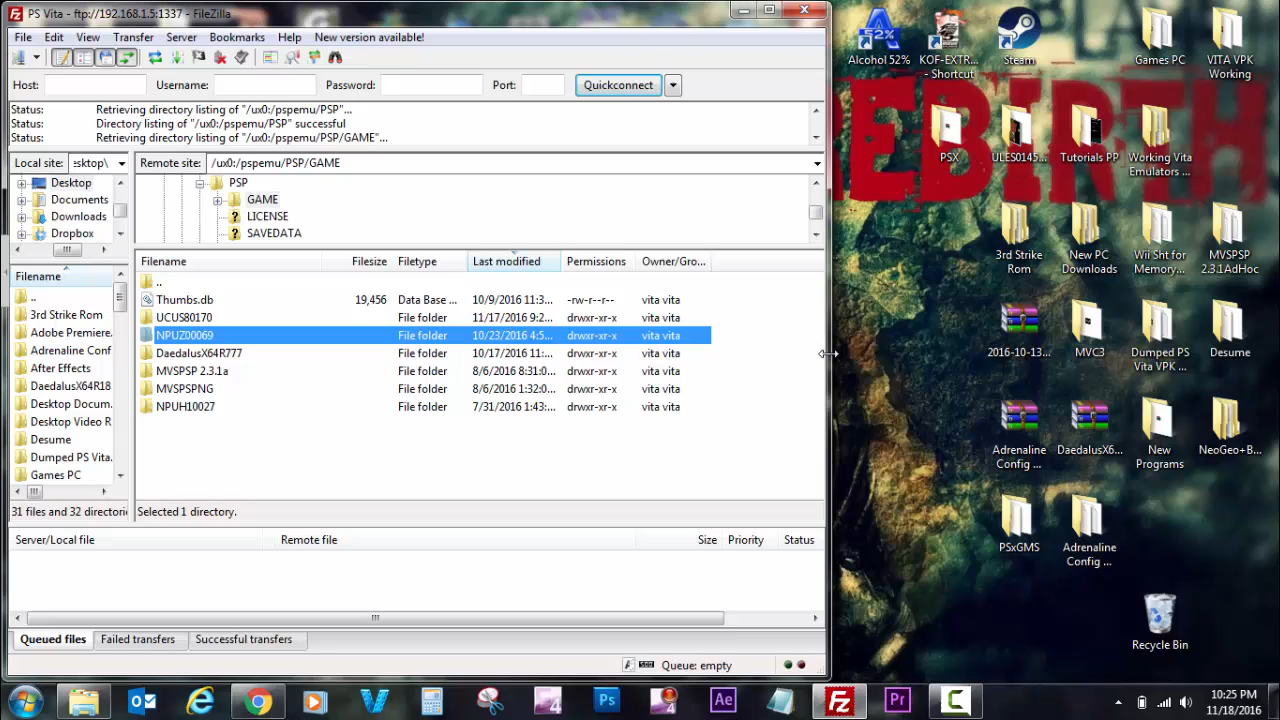 PS Vita - ftp://192.168.1.5:1337 - FileZilla
File Edit View Transfer Server Bookmarks Help New version available!
Host: Username: Password: Port: Quickconnect
Status: Retrieving directory listing of "/ux0:/pspemu/PSP"...
Status: Directory listing of "/ux0:/pspemu/PSP" successful
Status: Retrieving directory listing of "/ux0:/pspemu/PSP/GAME"...
Local site: :sktop\ Remote site: /ux0:/pspemu/PSP/GAME
Desktop
Documents
Downloads
Dropbox
PSP
GAME
LICENSE
SAVEDATA
Filename
..
3rd Strike Rom
Adobe Premiere.
Adrenaline Conf
After Effects
DaedalusX64R18
Desktop Docum.
Desktop Video R
Desume
Dumped PS Vita.
Games PC
31 files and 32 directori
Filename Filesize Filetype Last modified Permissions Owner/Gro...
..
Thumbs.db 19,456 Data Base ... 10/9/2016 11:3... -rw-r--r-- vita vita
UCUS80170 File folder 11/17/2016 9:2... drwxr-xr-x vita vita
NPUZ00069 File folder 10/23/2016 4:5... drwxr-xr-x vita vita
DaedalusX64R777 File folder 10/17/2016 11:... drwxr-xr-x vita vita
MVSPSP 2.3.1a File folder 8/6/2016 8:31:0... drwxr-xr-x vita vita
MVSPSPNG File folder 8/6/2016 1:32:0... drwxr-xr-x vita vita
NPUH10027 File folder 7/31/2016 1:43:... drwxr-xr-x vita vita
Selected 1 directory.
Server/Local file Remote file Size Priority Status
Queued files Failed transfers Successful transfers
Queue: empty
EBIRTH
52%
Alcohol 52%
KOF-EXTR... - Shortcut
Steam
Games PC
VITA VPK Working
PSX
ULES0145...
Tutorials PP
Working Vita Emulators ...
3rd Strike Rom
New PC Downloads
Wii Sht for Memory...
MVSPSP 2.3.1AdHoc
2016-10-13...
MVC3
Dumped PS Vita VPK ...
Desume
Adrenaline Config ...
DaedalusX6...
New Programs
NeoGeo+B...
PSxGMS
Adrenaline Config ...
Recycle Bin
Ps
Ae
Fz
Pr
10:25 PM
11/18/2016